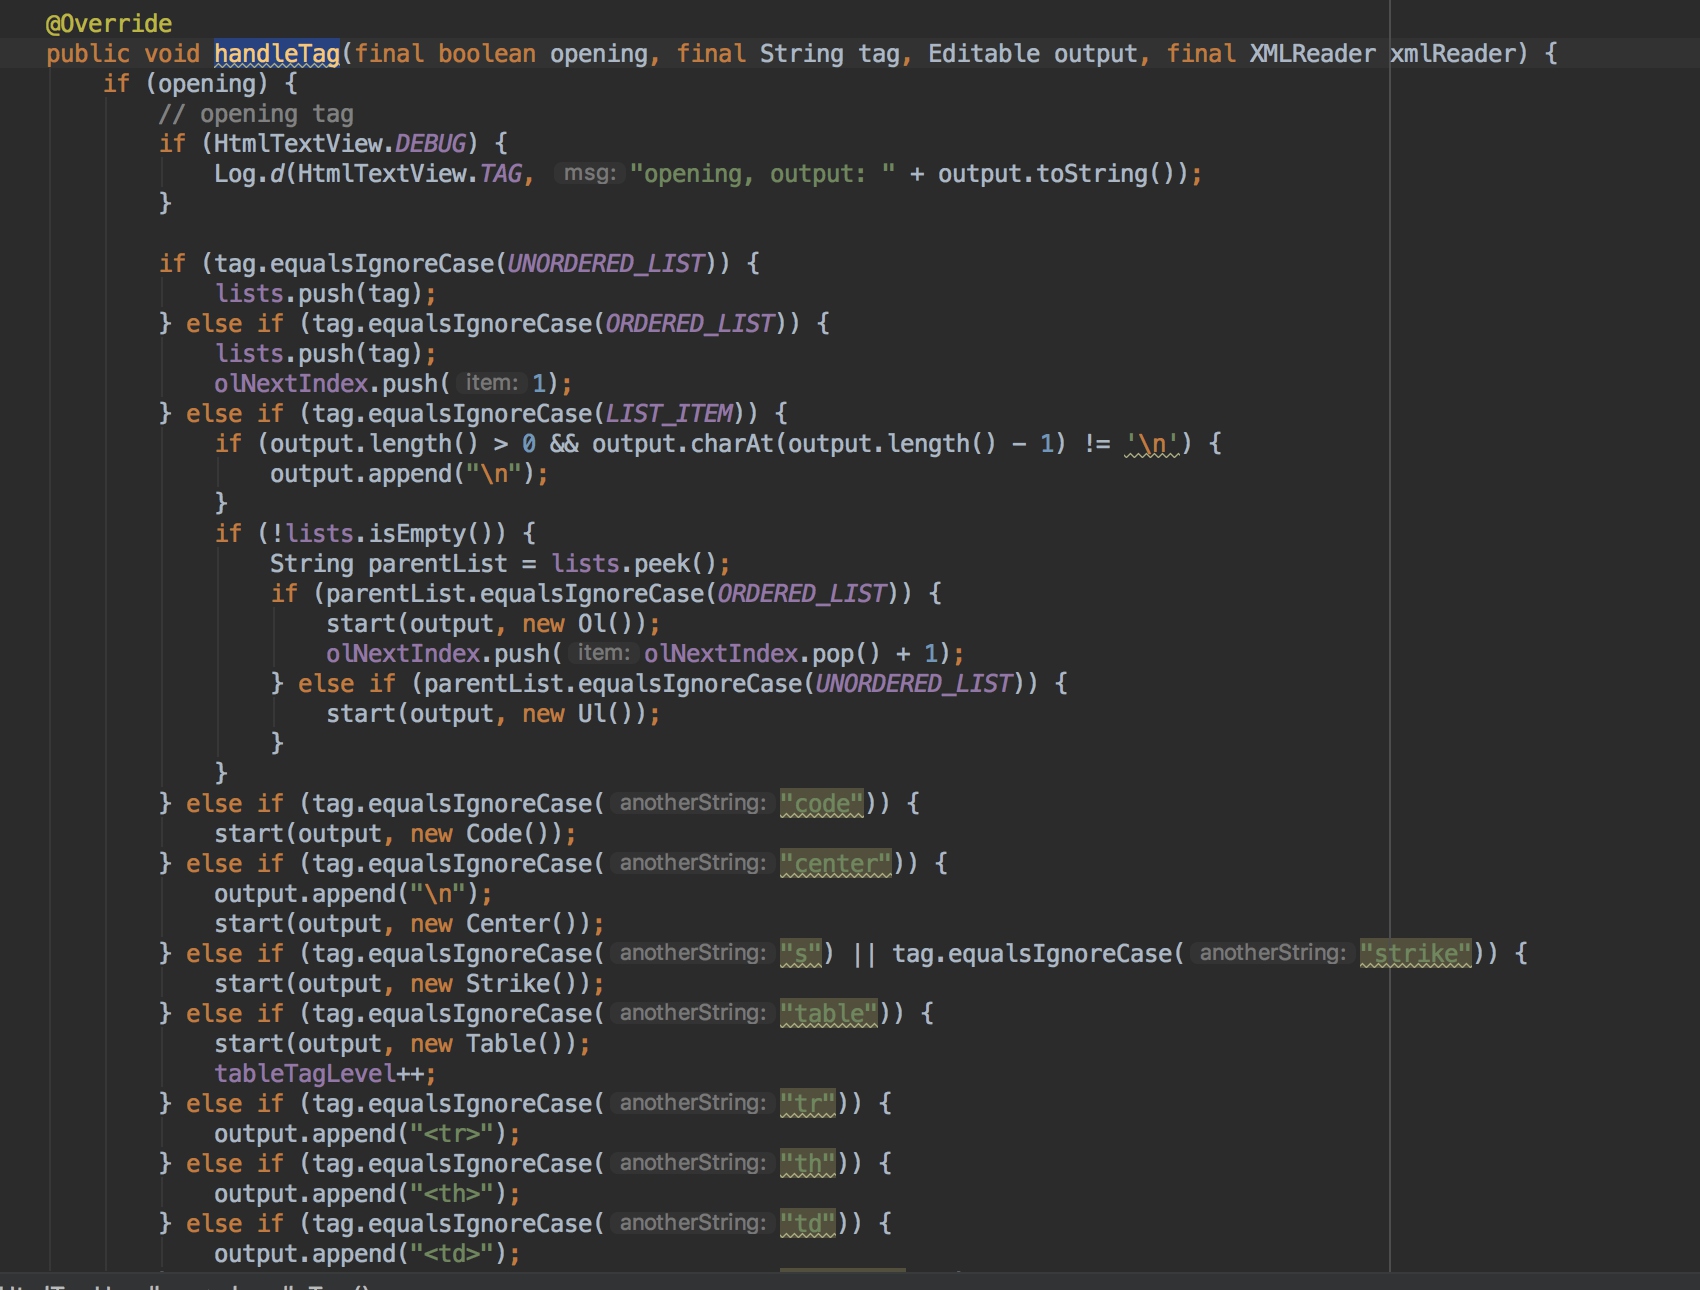 @Override
public void handleTag(final boolean opening, final String tag, Editable output, final XMLReader xmlReader) {
if (opening) {
// opening tag
if (HtmlTextView.DEBUG) {
Log.d(HtmlTextView.TAG, msg: "opening, output: " + output.toString());
}
if (tag.equalsIgnoreCase(UNORDERED_LIST)) {
lists.push(tag);
} else if (tag.equalsIgnoreCase(ORDERED_LIST)) {
lists.push(tag);
olNextIndex.push( item: 1);
} else if (tag.equalsIgnoreCase(LIST_ITEM)) {
if (output.length() > 0 && output.charAt(output.length() - 1) != '\n') {
output.append("\n");
}
if (!lists.isEmpty()) {
String parentList = lists.peek();
if (parentList.equalsIgnoreCase(ORDERED_LIST)) {
start(output, new Ol());
olNextIndex.push( item: olNextIndex.pop() + 1);
} else if (parentList.equalsIgnoreCase(UNORDERED_LIST)) {
start(output, new Ul());
}
}
} else if (tag.equalsIgnoreCase( anotherString: "code")) {
start(output, new Code());
} else if (tag.equalsIgnoreCase( anotherString: "center")) {
output.append("\n");
start(output, new Center());
} else if (tag.equalsIgnoreCase( anotherString: "s") || tag.equalsIgnoreCase( anotherString: "strike")) {
start(output, new Strike());
} else if (tag.equalsIgnoreCase( anotherString: "table")) {
start(output, new Table());
tableTagLevel++;
} else if (tag.equalsIgnoreCase( anotherString: "tr")) {
output.append("<tr>");
} else if (tag.equalsIgnoreCase( anotherString: "th")) {
output.append("<th>");
} else if (tag.equalsIgnoreCase( anotherString: "td")) {
output.append("<td>");